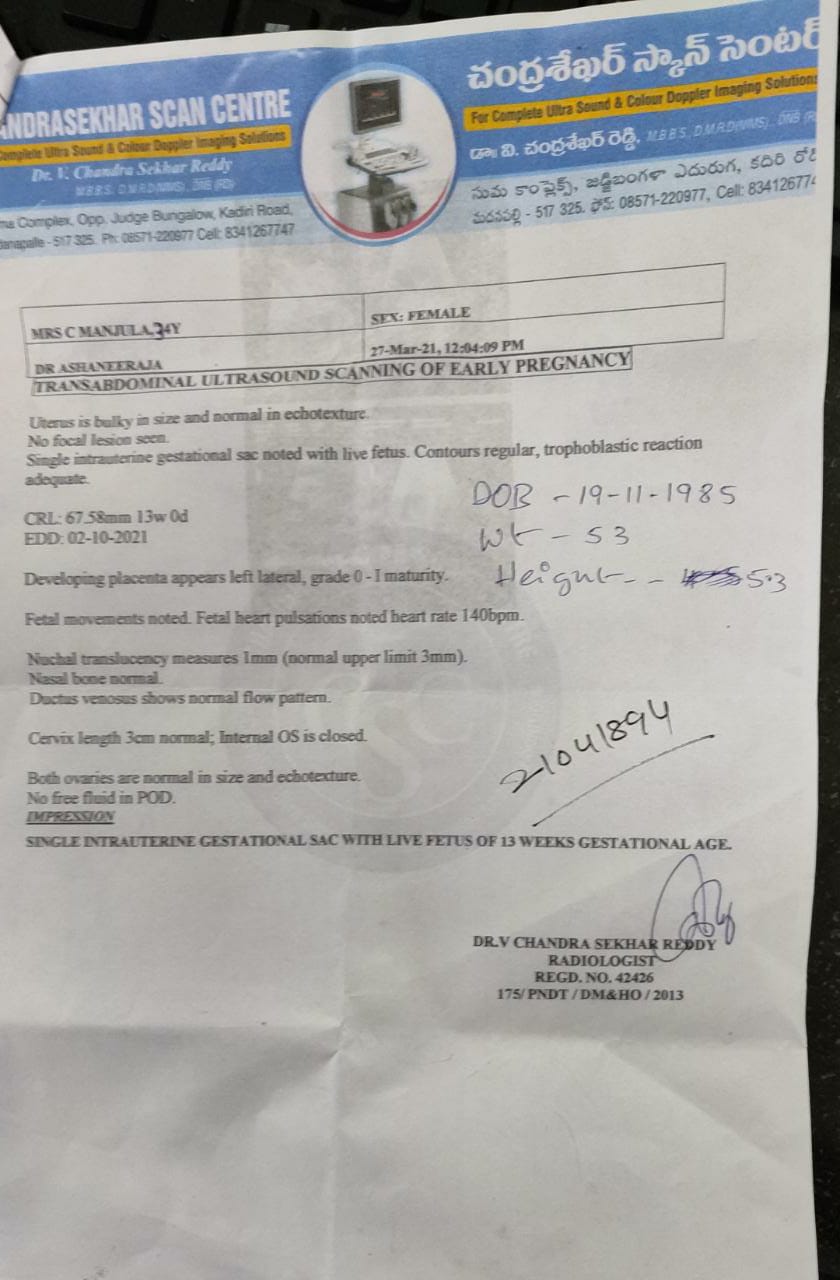 ANDRASEKHAR SCAN CENTRE
Complete Ultra Sound & Colour Doppler Imaging Solutions
Dr. V. Chandra Sekhar Reddy
M.B.B.S., D.M.R.D(NIMS)., DNB (RD)
ma Complex, Opp. Judge Bungalow, Kadiri Road,
danapalle - 517 325. Ph: 08571-220977 Cell: 8341267747
చంద్రశేఖర్ స్కాన్ సెంటర్
For Complete Ultra Sound & Colour Doppler Imaging Solutions
డా॥ వి. చంద్రశేఖర్ రెడ్డి, M.B.B.S., D.M.R.D(NIMS)., DNB (R
సుమ కాంప్లెక్స్, జడ్జిబంగళా ఎదురుగ, కదిరి రోడ్
మదనపల్లి - 517 325. ఫోన్: 08571-220977, Cell: 834126774
MRS C MANJULA,34Y
SEX: FEMALE
DR ASHANEERAJA
27-Mar-21, 12:04:09 PM
TRANSABDOMINAL ULTRASOUND SCANNING OF EARLY PREGNANCY
Uterus is bulky in size and normal in echotexture.
No focal lesion seen.
Single intrauterine gestational sac noted with live fetus. Contours regular, trophoblastic reaction
adequate.
DOB - 19-11-1985
CRL: 67.58mm 13w 0d
Wt - 53
EDD: 02-10-2021
Height - - 5.3
Developing placenta appears left lateral, grade 0 - I maturity.
Fetal movements noted. Fetal heart pulsations noted heart rate 140bpm.
Nuchal translucency measures 1mm (normal upper limit 3mm).
Nasal bone normal.
Ductus venosus shows normal flow pattern.
Cervix length 3cm normal; Internal OS is closed.
21041894
Both ovaries are normal in size and echotexture.
No free fluid in POD.
IMPRESSION
SINGLE INTRAUTERINE GESTATIONAL SAC WITH LIVE FETUS OF 13 WEEKS GESTATIONAL AGE.
DR.V CHANDRA SEKHAR REDDY
RADIOLOGIST
REGD. NO. 42426
175/ PNDT / DM&HO / 2013